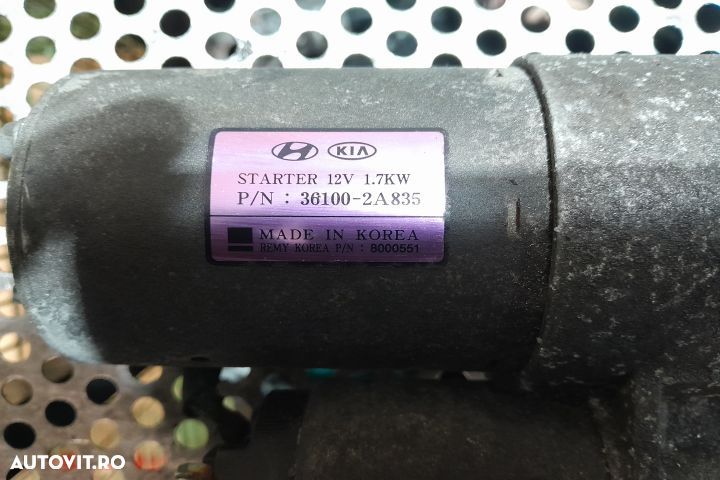 KIA
STARTER 12V 1.7KW
P/N : 36100-2A835
MADE IN KOREA
REMY KOREA P/N : 8000551
AUTOVIT.RO